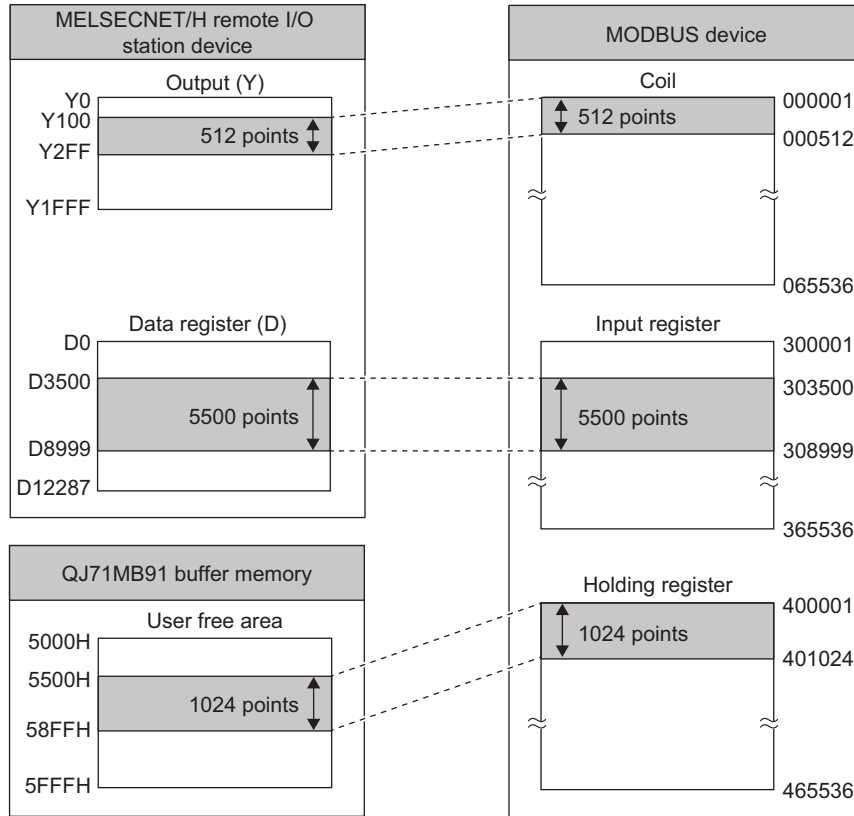 MELSECNET/H remote I/O
station device
Output (Y)
Y0
Y100
512 points
Y2FF
Y1FFF
Data register (D)
D0
D3500
5500 points
D8999
D12287
QJ71MB91 buffer memory
User free area
5000H
5500H
1024 points
58FFH
5FFFH
MODBUS device
Coil
000001
512 points
000512
065536
Input register
300001
303500
5500 points
308999
365536
Holding register
400001
1024 points
401024
465536